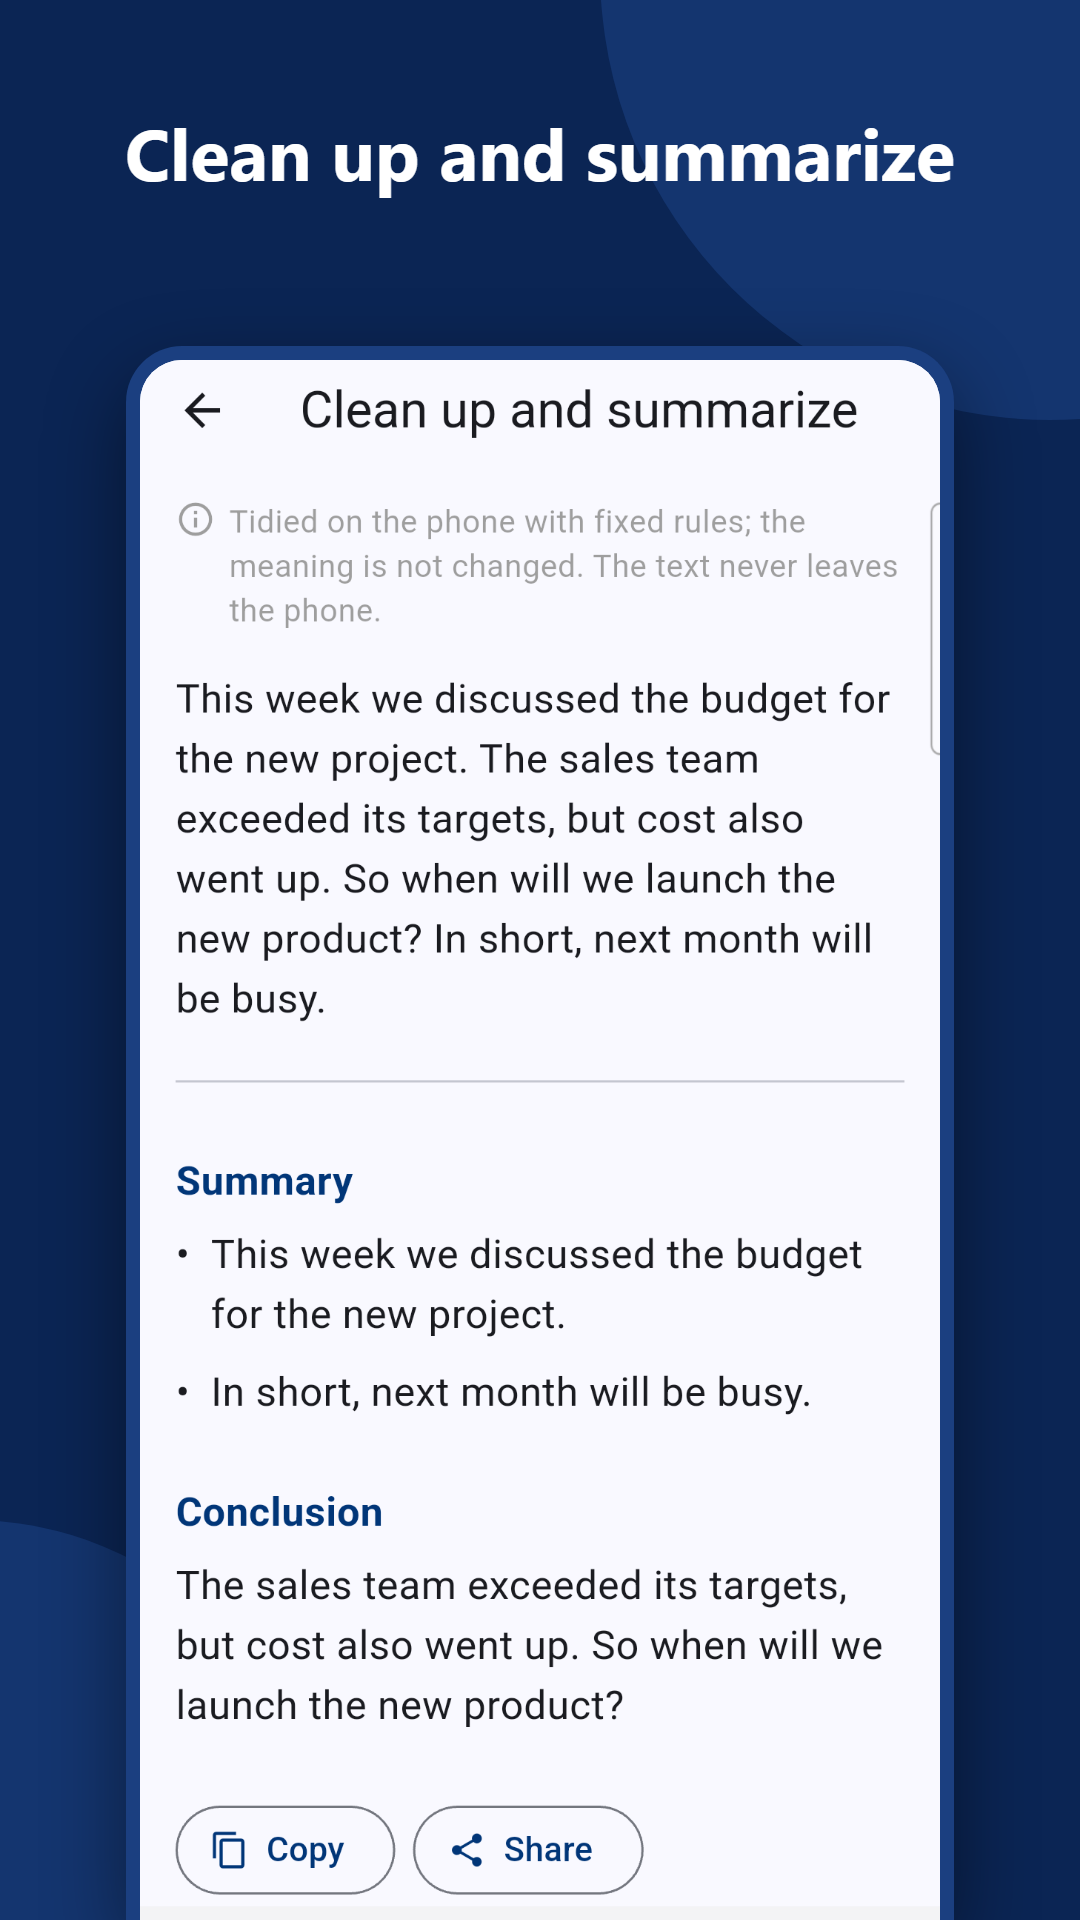 Clean up and summarize
Clean up and summarize
Tidied on the phone with fixed rules; the
meaning is not changed. The text never leaves
the phone.
This week we discussed the budget for
the new project. The sales team
exceeded its targets, but cost also
went up. So when will we launch the
new product? In short, next month will
be busy.
Summary
• This week we discussed the budget
for the new project.
• In short, next month will be busy.
Conclusion
The sales team exceeded its targets,
but cost also went up. So when will we
launch the new product?
Copy
Share